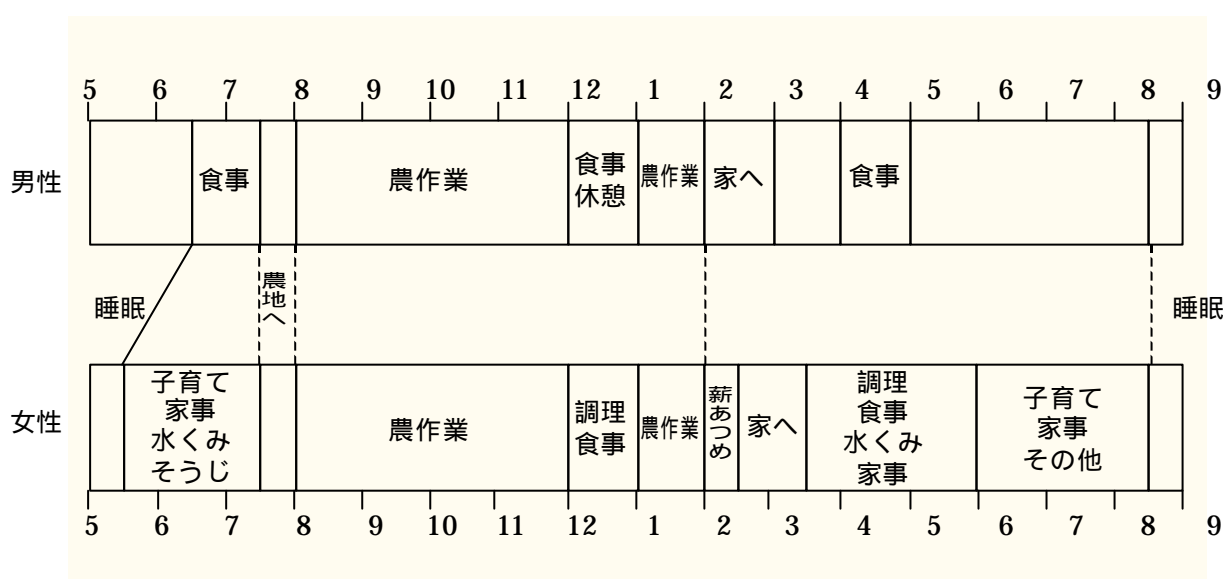 5 6 7 8 9 10 11 12 1 2 3 4 5 6 7 8 9
男性
食事
農作業
食事
休憩
農作業
家へ
食事
睡眠
農地へ
睡眠
女性
子育て
家事
水くみ
そうじ
農作業
調理
食事
農作業
薪あつめ
家へ
調理
食事
水くみ
家事
子育て
家事
その他
5 6 7 8 9 10 11 12 1 2 3 4 5 6 7 8 9